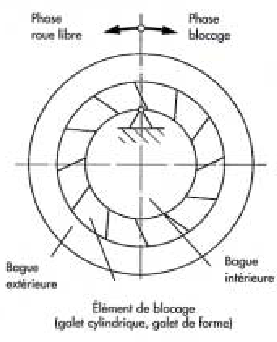 Phase
roue libre
Phase
blocage
Bague
extérieure
Bague
intérieure
Élément de blocage
(galet cylindrique, galet de forme)